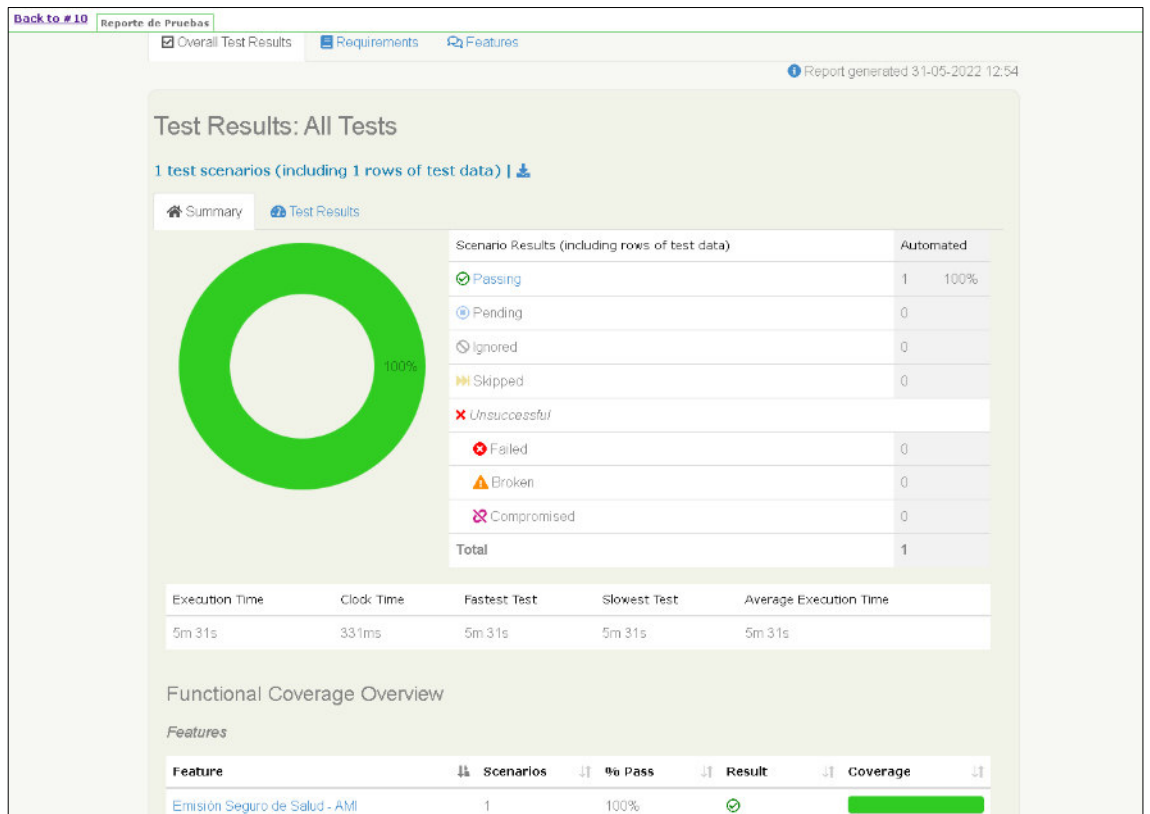 Back to #10 Reporte de Pruebas
Overall Test Results Requirements Features
Report generated 31-05-2022 12:54
Test Results: All Tests
1 test scenarios (including 1 rows of test data) |
Summary Test Results
Scenario Results (including rows of test data) Automated
Passing 1 100%
Pending 0
Ignored 0
100%
Skipped 0
Unsuccessful
Failed 0
Broken 0
Compromised 0
Total 1
Execution Time Clock Time Fastest Test Slowest Test Average Execution Time
5m 31s 331ms 5m 31s 5m 31s 5m 31s
Functional Coverage Overview
Features
Feature Scenarios % Pass Result Coverage
Emisión Seguro de Salud - AMI 1 100%